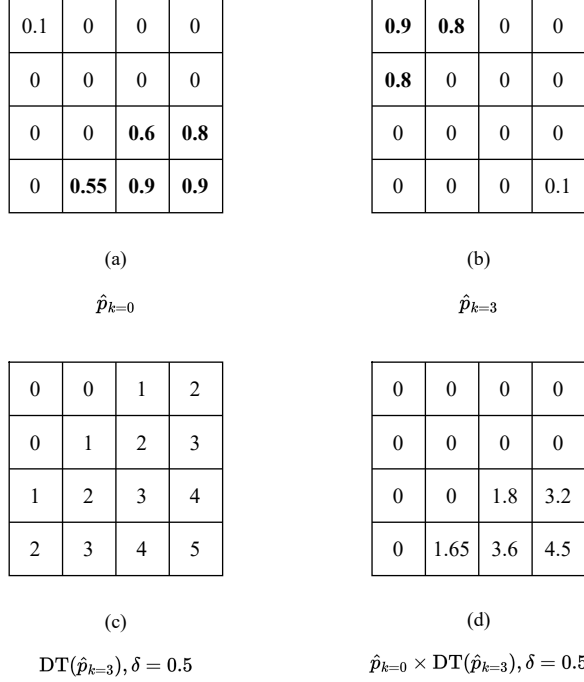 0.1 0 0 0 0.9 0.8 0 0
0 0 0 0 0.8 0 0 0
0 0 0.6 0.8 0 0 0 0
0 0.55 0.9 0.9 0 0 0 0.1
(a) (b)
p̂ₖ₌₀ p̂ₖ₌₃
0 0 1 2 0 0 0 0
0 1 2 3 0 0 0 0
1 2 3 4 0 0 1.8 3.2
2 3 4 5 0 1.65 3.6 4.5
(c) (d)
DT(p̂ₖ₌₃), δ = 0.5 p̂ₖ₌₀ × DT(p̂ₖ₌₃), δ = 0.5